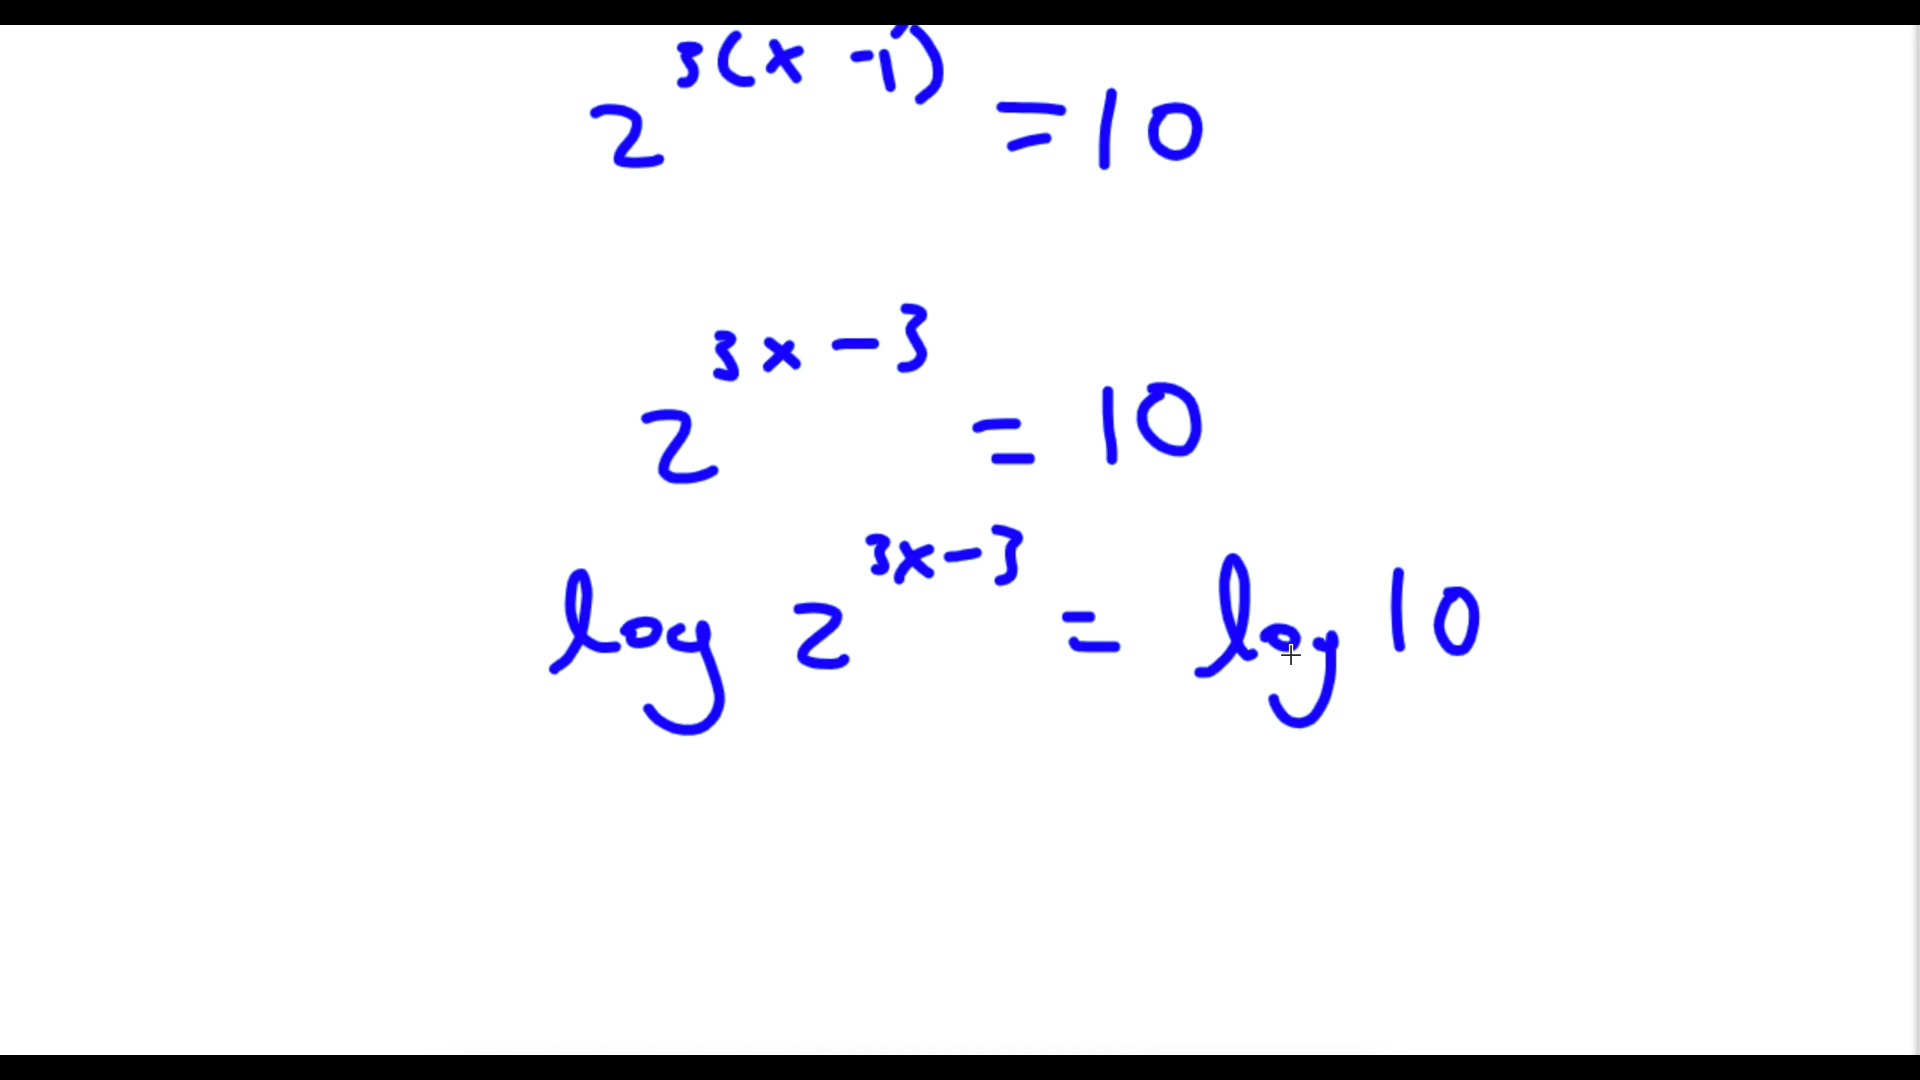 2^{3(x-1)} = 10
2^{3x-3} = 10
log 2^{3x-3} = log 10